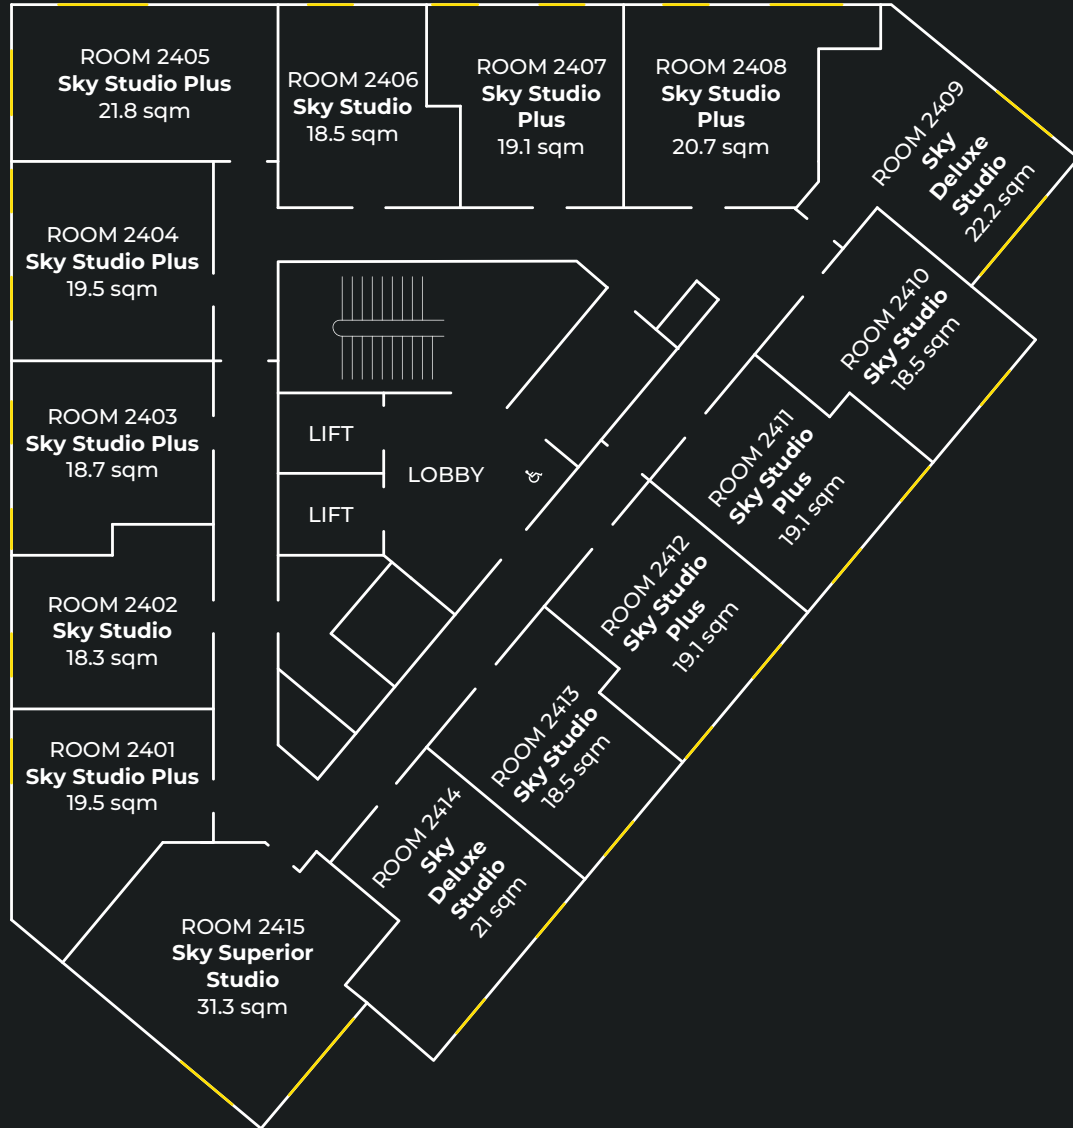 ROOM 2405
Sky Studio Plus
21.8 sqm
ROOM 2406
Sky Studio
18.5 sqm
ROOM 2407
Sky Studio
Plus
19.1 sqm
ROOM 2408
Sky Studio
Plus
20.7 sqm
ROOM 2409
Sky
Deluxe
Studio
22.2 sqm
ROOM 2404
Sky Studio Plus
19.5 sqm
ROOM 2410
Sky Studio
18.5 sqm
ROOM 2403
Sky Studio Plus
18.7 sqm
LIFT
LOBBY
LIFT
ROOM 2411
Sky Studio
Plus
19.1 sqm
ROOM 2402
Sky Studio
18.3 sqm
ROOM 2412
Sky Studio
Plus
19.1 sqm
ROOM 2401
Sky Studio Plus
19.5 sqm
ROOM 2413
Sky Studio
18.5 sqm
ROOM 2414
Sky
Deluxe
Studio
21 sqm
ROOM 2415
Sky Superior
Studio
31.3 sqm